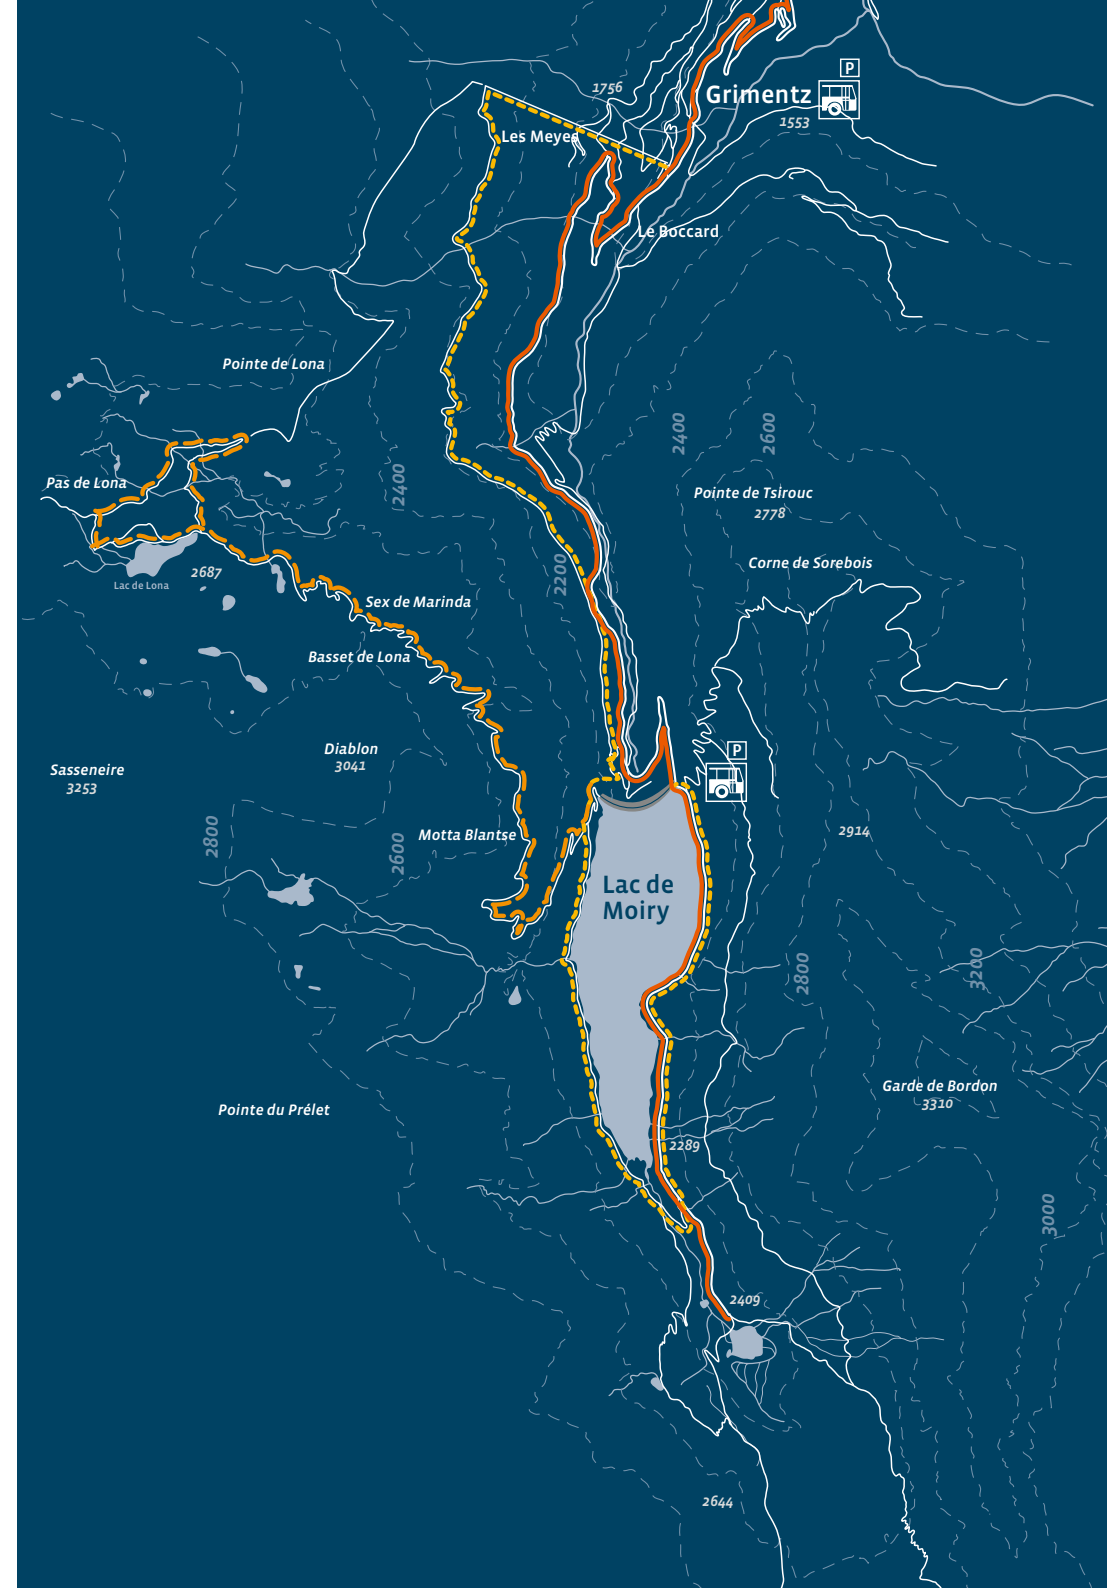 P
1756
Grimentz
1553
Les Meyes
Le Boccard
Pointe de Lona
2400
2600
Pas de Lona
2400
Pointe de Tsirouc
2778
Corne de Sorebois
2200
2687
Lac de Lona
Sex de Marinda
Basset de Lona
Diablon
3041
P
Sasseneire
3253
2800
2600
Motta Blantse
2914
Lac de
Moiry
2800
3200
Garde de Bordon
3310
Pointe du Prélet
2289
3000
2409
2644